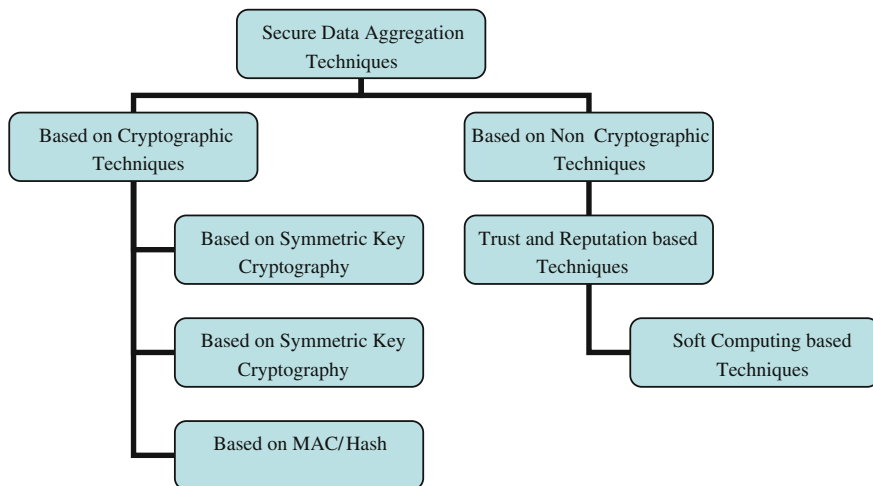 Secure Data Aggregation
Techniques
Based on Cryptographic
Techniques
Based on Non Cryptographic
Techniques
Based on Symmetric Key
Cryptography
Trust and Reputation based
Techniques
Based on Symmetric Key
Cryptography
Soft Computing based
Techniques
Based on MAC/Hash